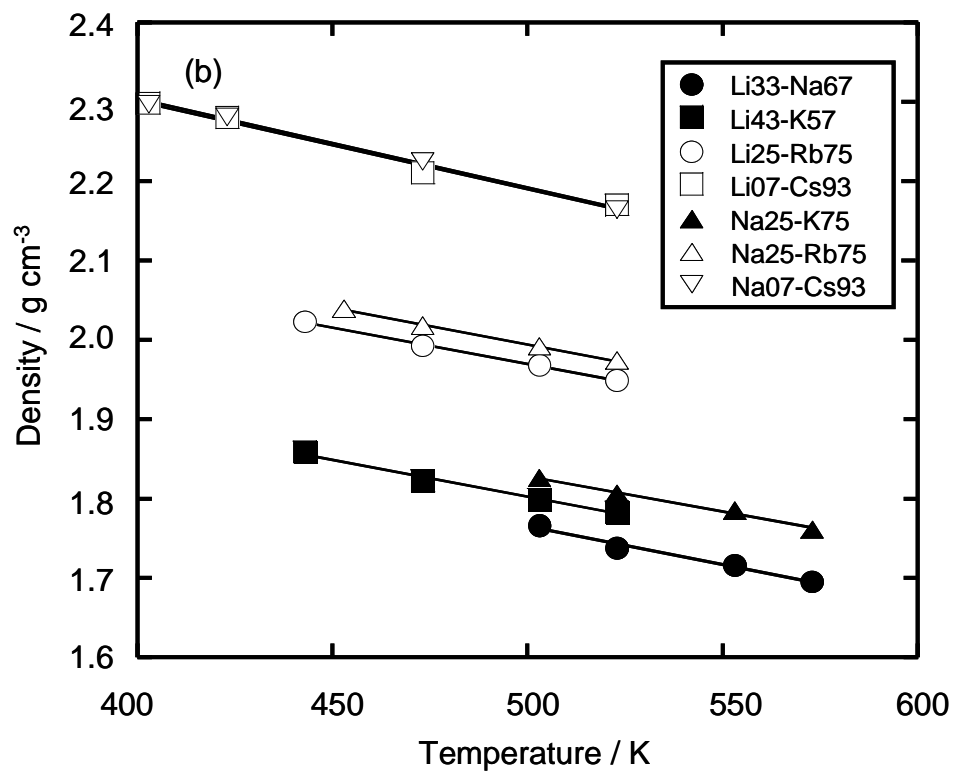 (b)
Li33-Na67
Li43-K57
Li25-Rb75
Li07-Cs93
Na25-K75
Na25-Rb75
Na07-Cs93
2.4
2.3
2.2
2.1
2.0
1.9
1.8
1.7
1.6
Density / g cm⁻³
400 450 500 550 600
Temperature / K